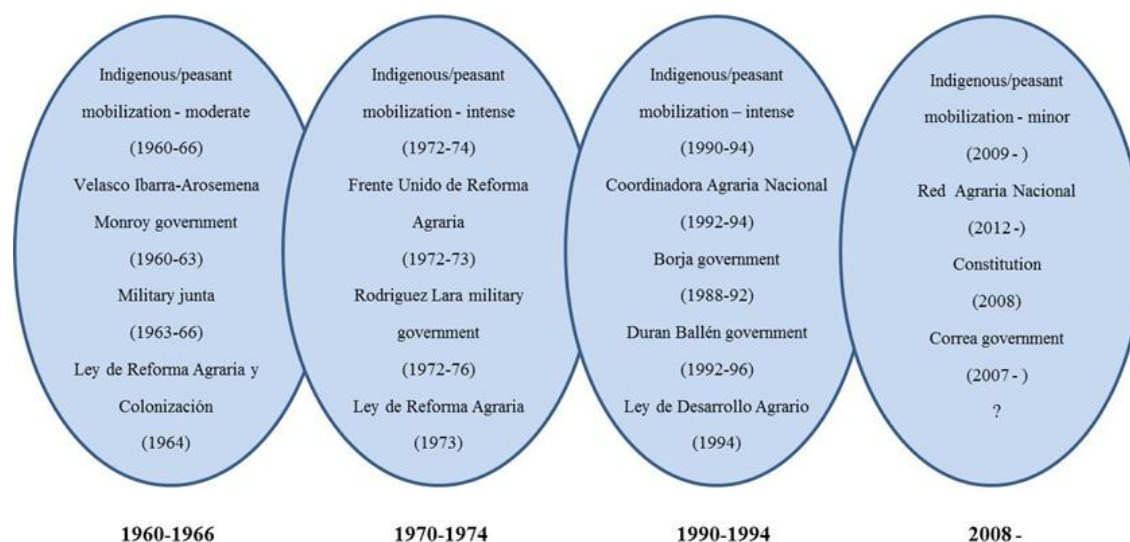 Indigenous/peasant
mobilization - moderate
(1960-66)
Velasco Ibarra-Arosemena
Monroy government
(1960-63)
Military junta
(1963-66)
Ley de Reforma Agraria y
Colonización
(1964)
1960-1966
Indigenous/peasant
mobilization - intense
(1972-74)
Frente Unido de Reforma
Agraria
(1972-73)
Rodriguez Lara military
government
(1972-76)
Ley de Reforma Agraria
(1973)
1970-1974
Indigenous/peasant
mobilization – intense
(1990-94)
Coordinadora Agraria Nacional
(1992-94)
Borja government
(1988-92)
Duran Ballén government
(1992-96)
Ley de Desarrollo Agrario
(1994)
1990-1994
Indigenous/peasant
mobilization - minor
(2009- )
Red Agraria Nacional
(2012 -)
Constitution
(2008)
Correa government
(2007- )
?
2008 -